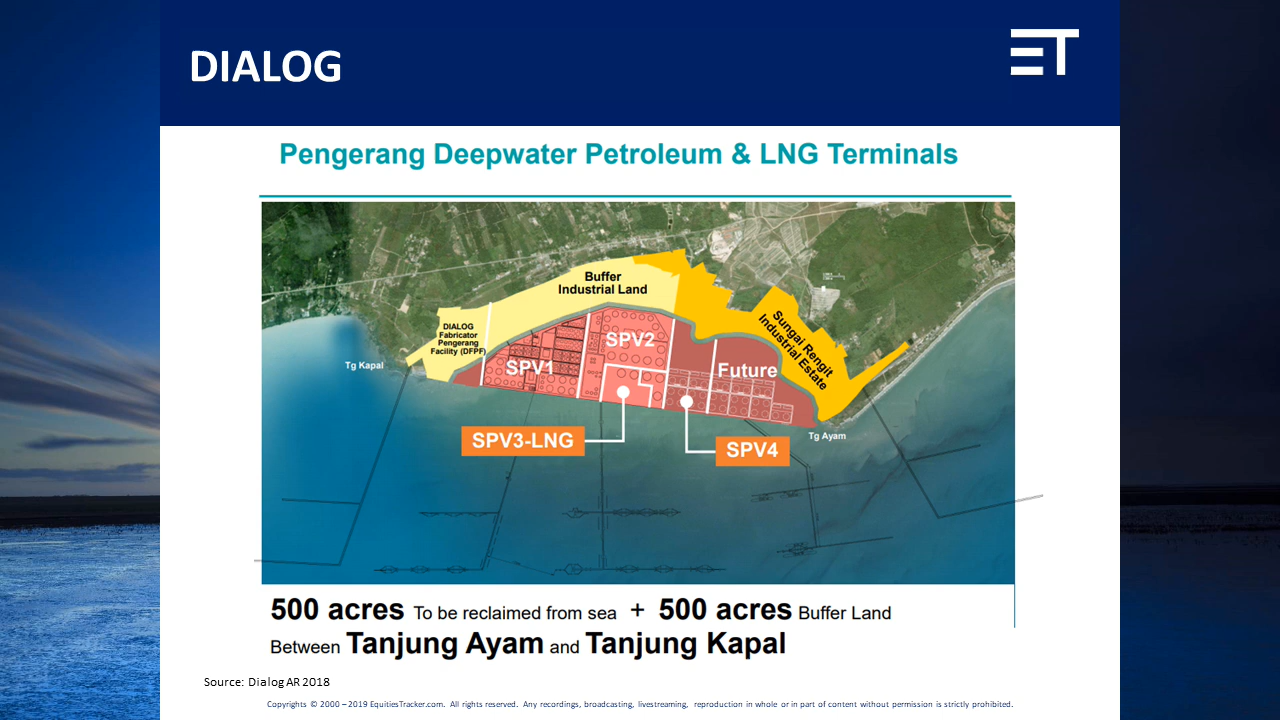 DIALOG
ET
Pengerang Deepwater Petroleum & LNG Terminals
Buffer
Industrial Land
DIALOG
Fabricator
Pengerang
Facility (DFPF)
Sungai Rengit
Industrial Estate
Tg Kapal
SPV1
SPV2
Future
SPV3-LNG
SPV4
Tg Ayam
500 acres To be reclaimed from sea + 500 acres Buffer Land
Between Tanjung Ayam and Tanjung Kapal
Source: Dialog AR 2018
Copyrights © 2000 – 2019 EquitiesTracker.com. All rights reserved. Any recordings, broadcasting, livestreaming, reproduction in whole or in part of content without permission is strictly prohibited.